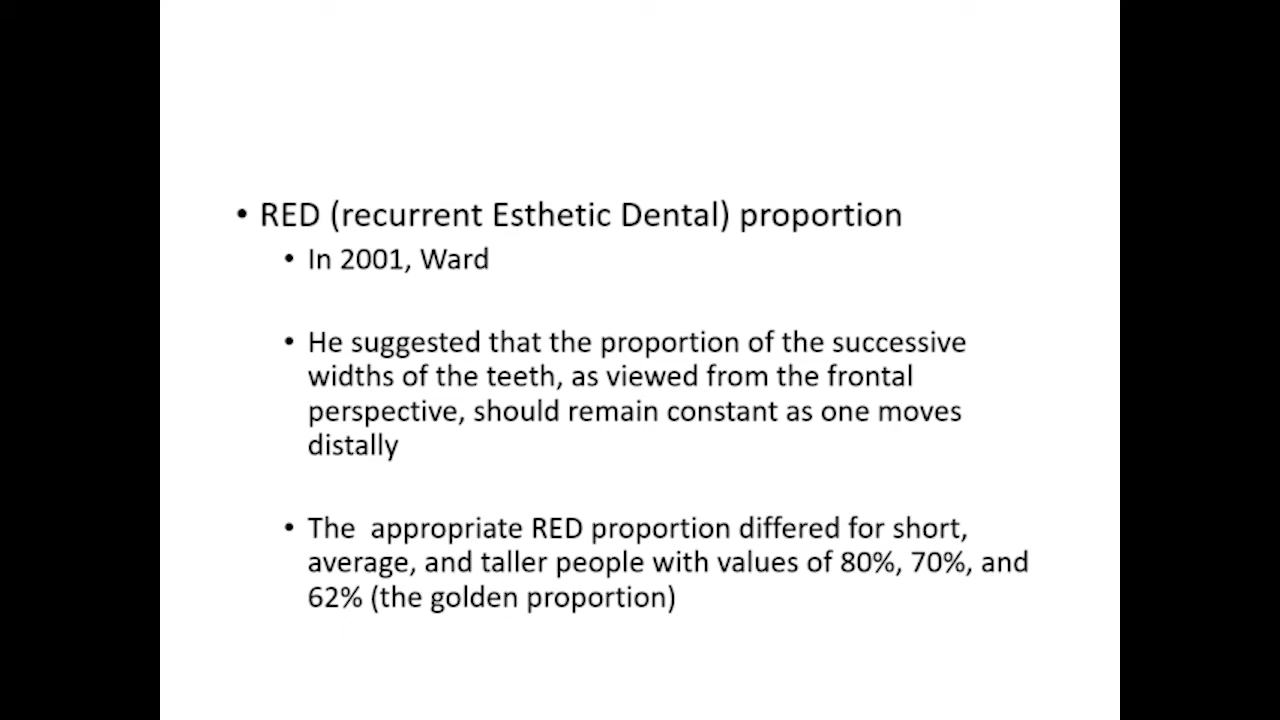 • RED (recurrent Esthetic Dental) proportion
• In 2001, Ward
• He suggested that the proportion of the successive
widths of the teeth, as viewed from the frontal
perspective, should remain constant as one moves
distally
• The  appropriate RED proportion differed for short,
average, and taller people with values of 80%, 70%, and
62% (the golden proportion)